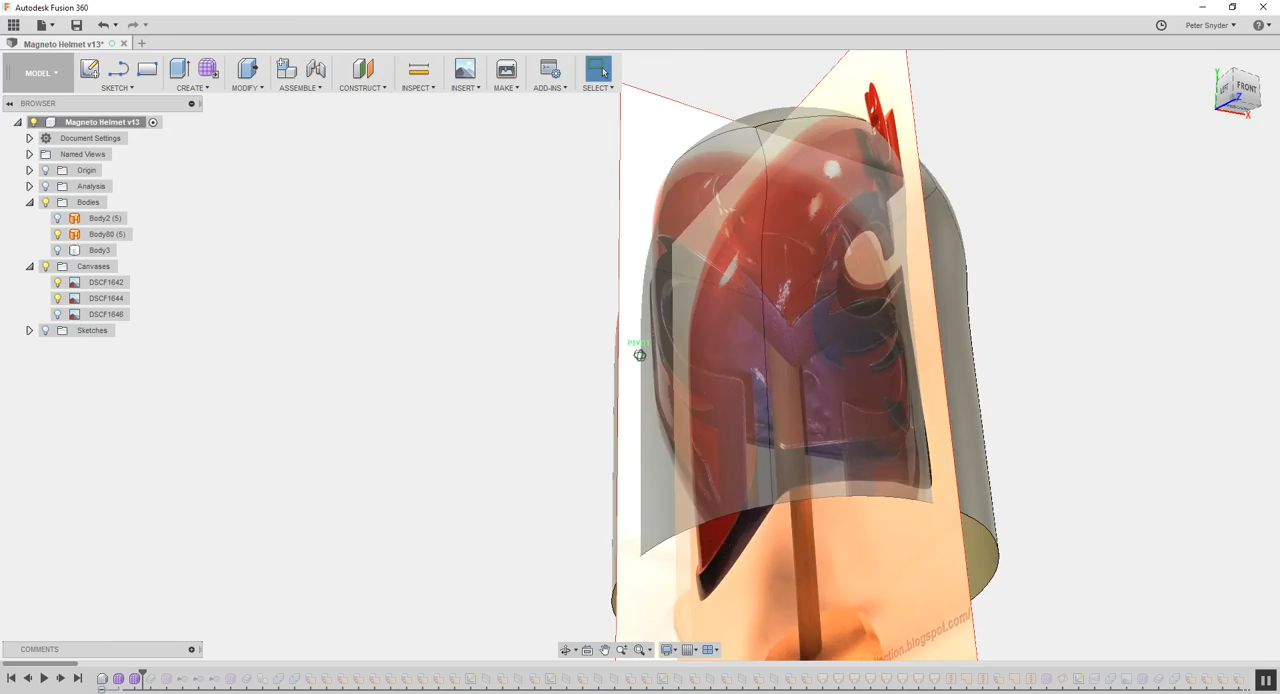 Autodesk Fusion 360
Peter Snyder
Magneto Helmet v13*
MODEL
SKETCH
CREATE
MODIFY
ASSEMBLE
CONSTRUCT
INSPECT
INSERT
MAKE
ADD-INS
SELECT
BROWSER
Magneto Helmet v13
Document Settings
Named Views
Origin
Analysis
Bodies
Body2 (5)
Body80 (5)
Body3
Canvases
DSCF1642
DSCF1644
DSCF1646
Sketches
Y
LEFT
FRONT
Z
X
COMMENTS